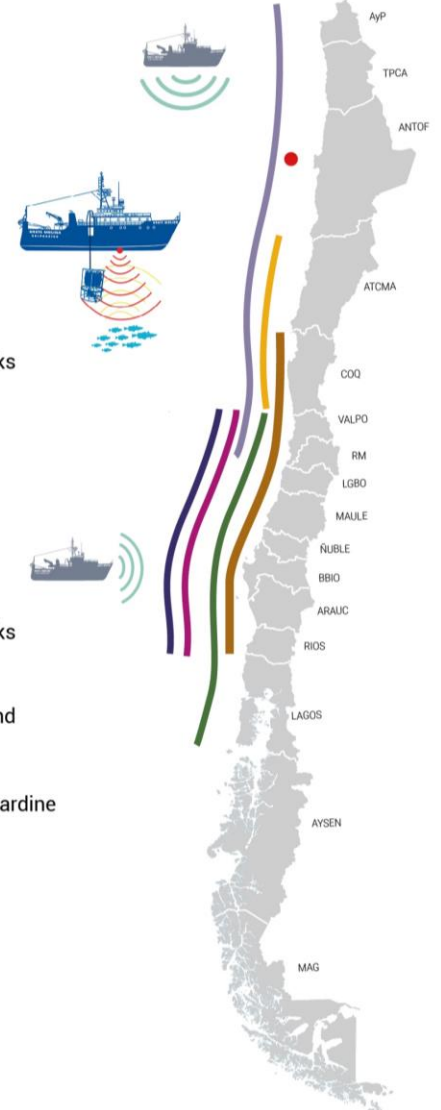 AyP
TPCA
ANTOF
ATCMA
ks
COQ
VALPO
RM
LGBO
MAULE
ÑUBLE
BBIO
ARAUC
ks
RIOS
nd
LAGOS
ardine
AYSEN
MAG